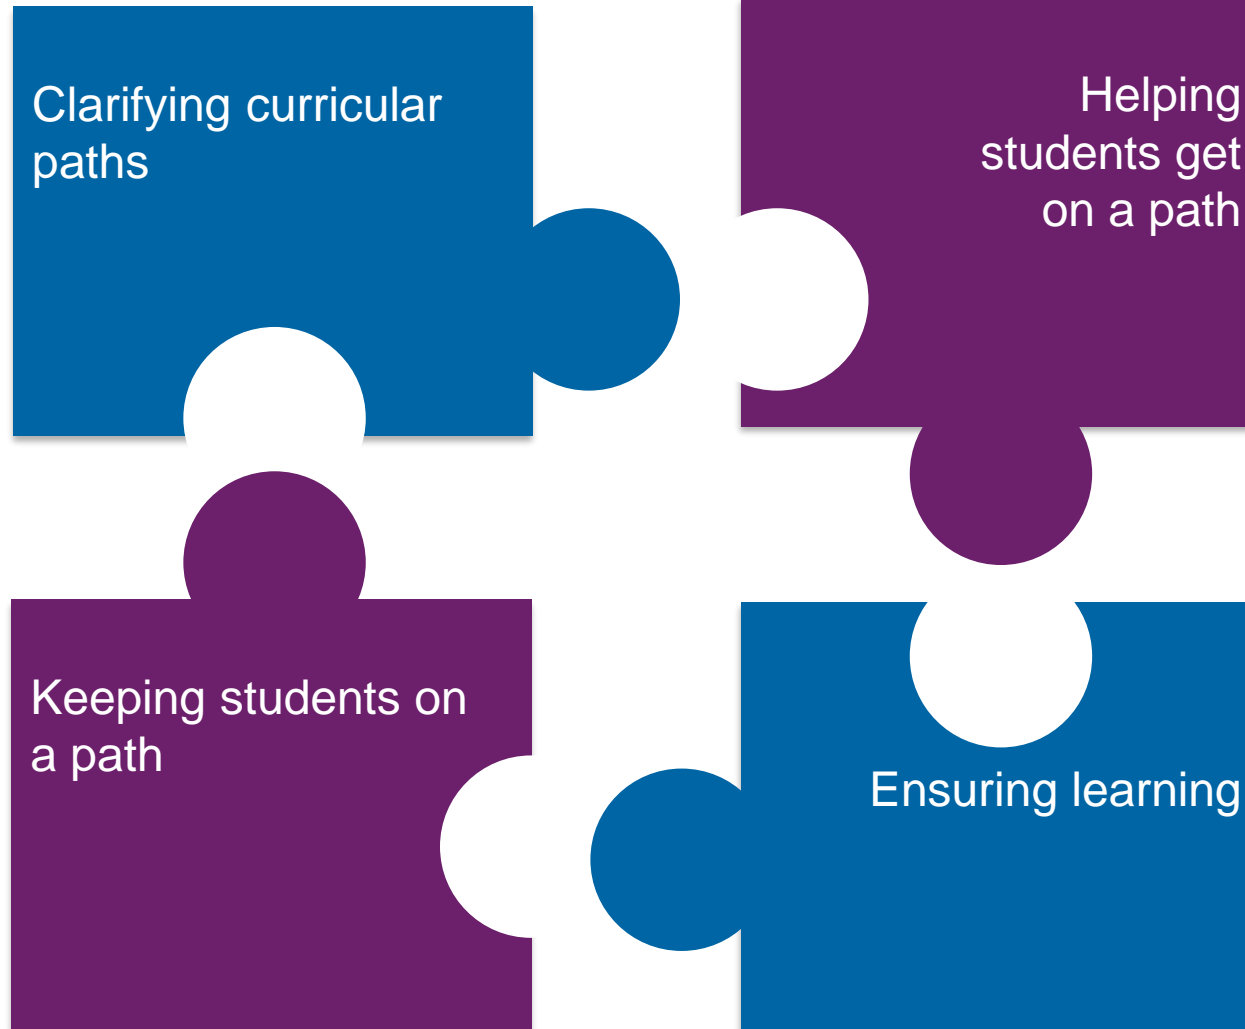 Clarifying curricular
paths
Helping
students get
on a path
Keeping students on
a path
Ensuring learning